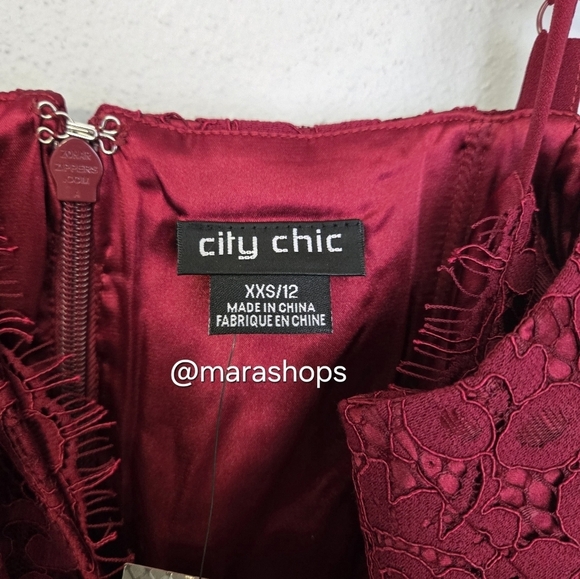 city chic
XXS/12
MADE IN CHINA
FABRIQUE EN CHINE
@marashops